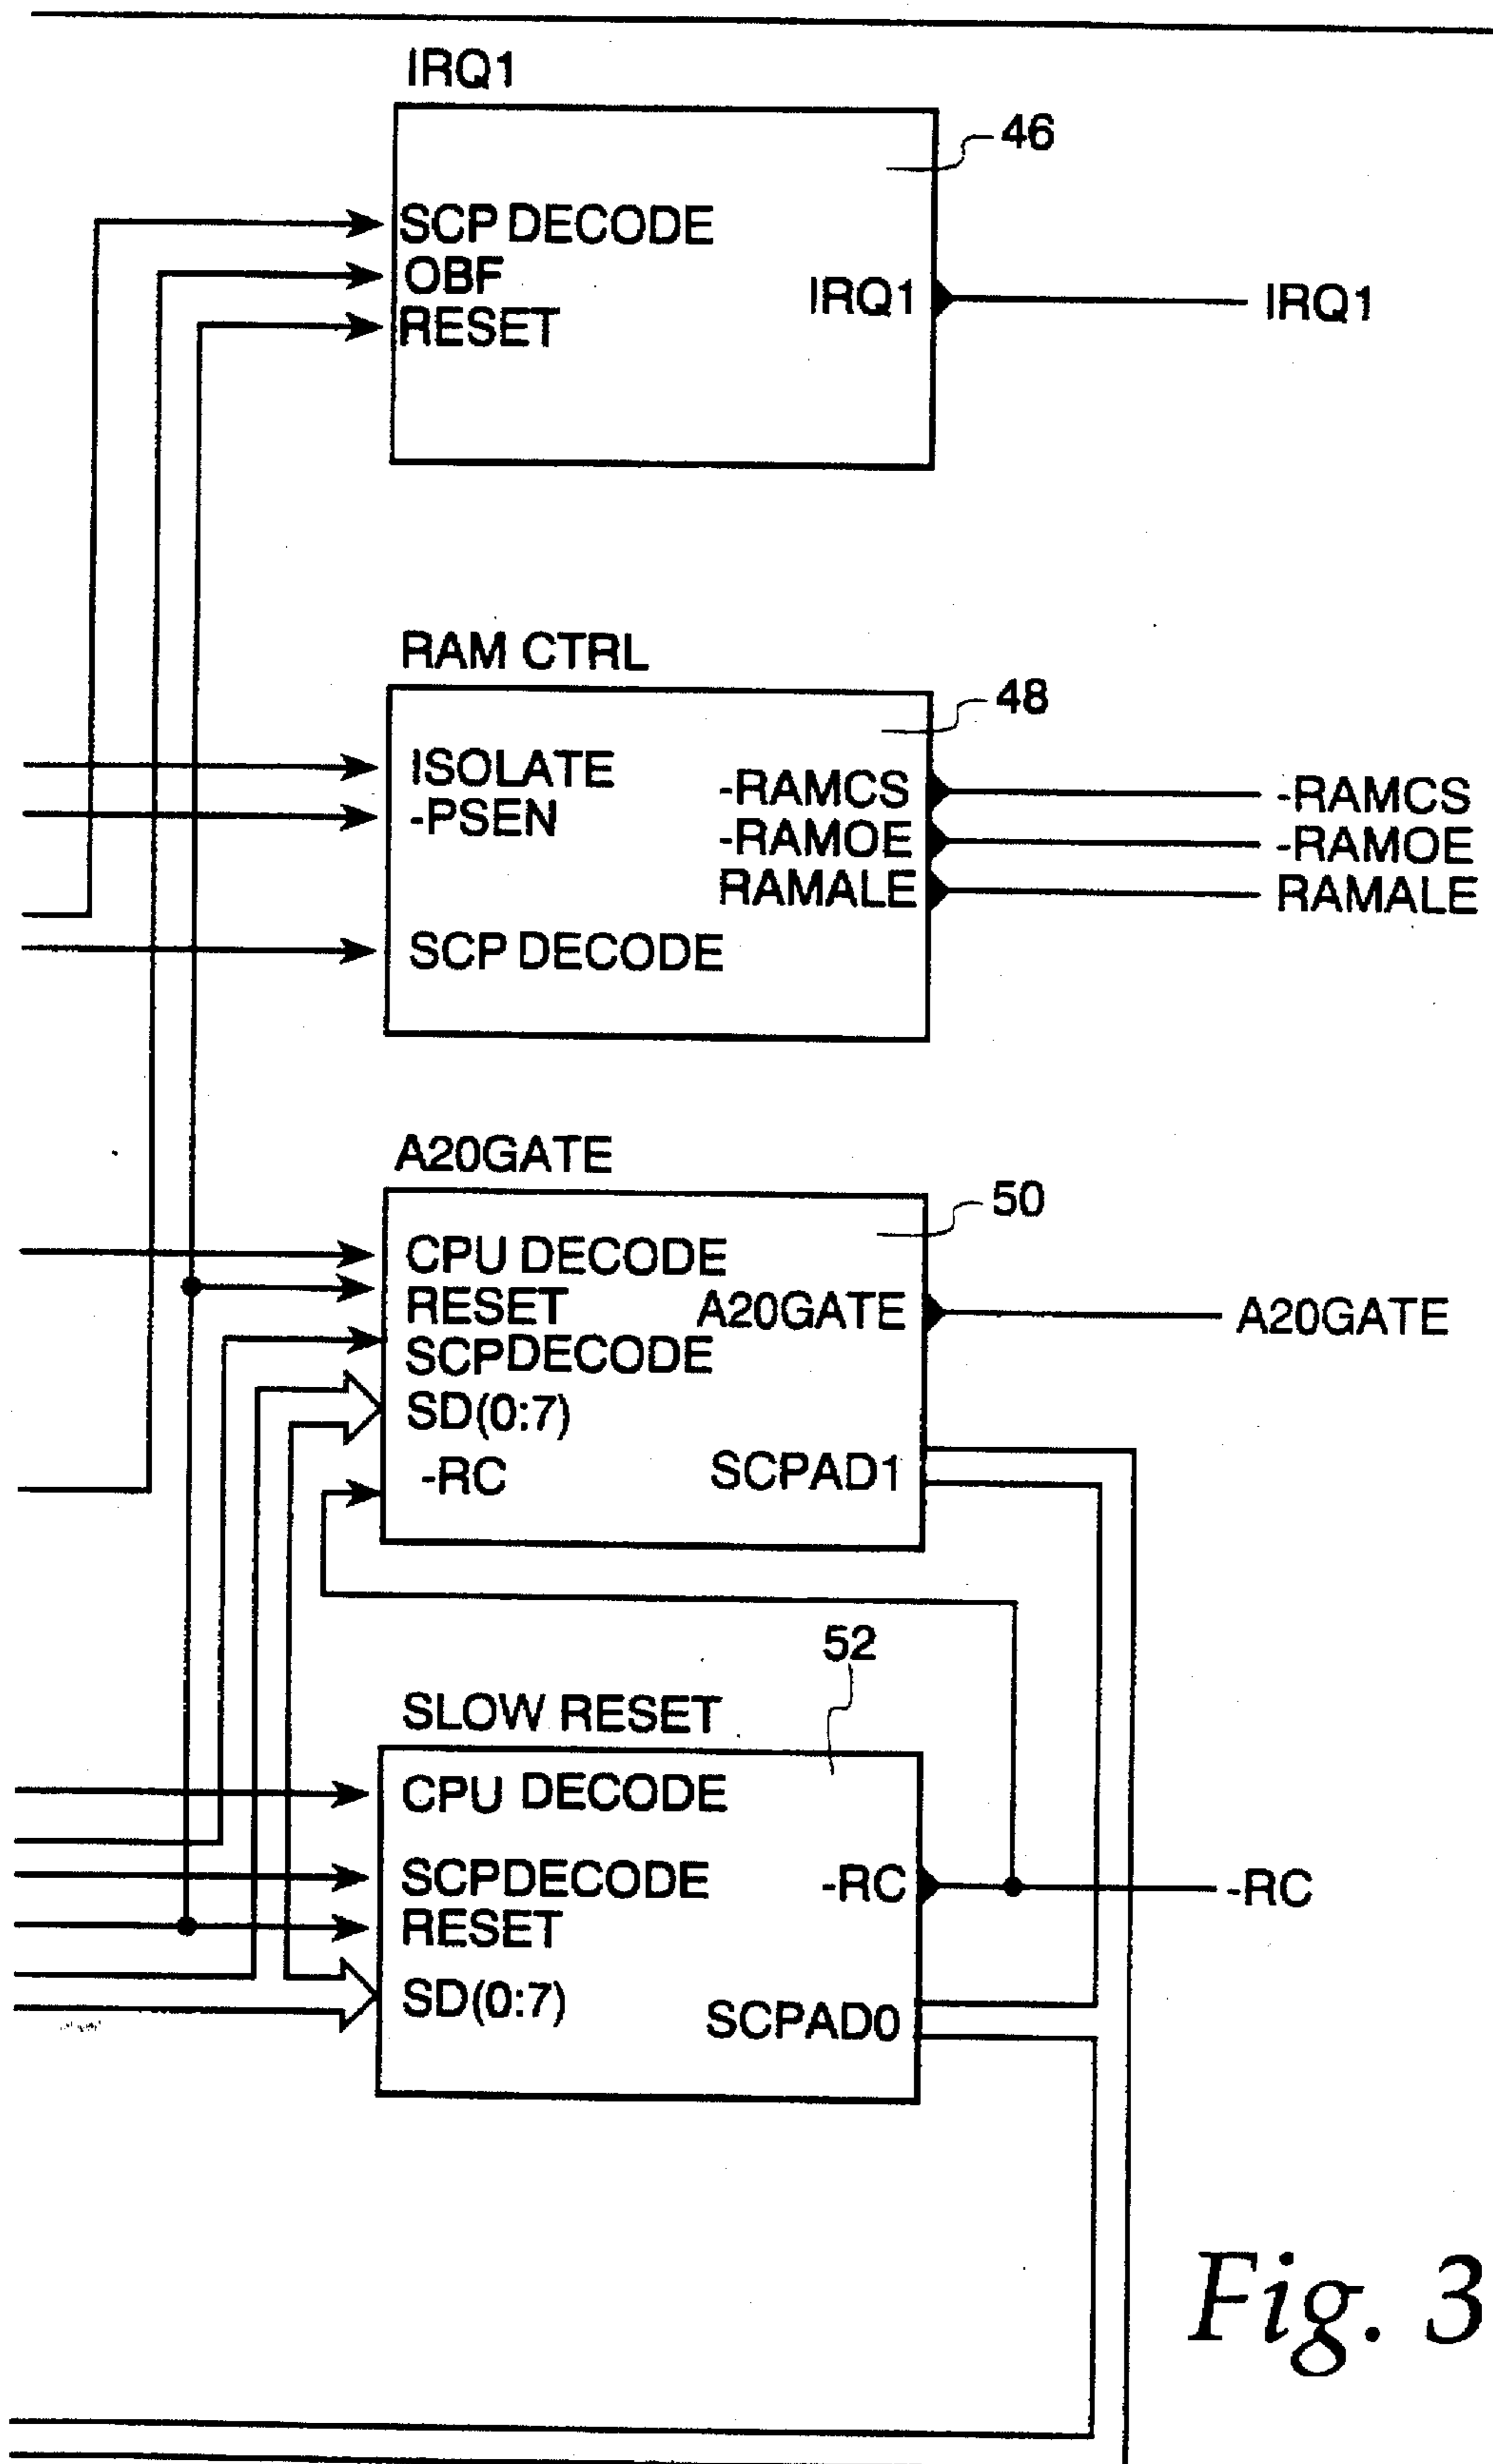 IRQ1
46
SCP DECODE
OBF
RESET
IRQ1
IRQ1
RAM CTRL
48
ISOLATE
-PSEN
SCP DECODE
-RAMCS
-RAMOE
RAMALE
-RAMCS
-RAMOE
RAMALE
A20GATE
50
CPU DECODE
RESET
SCPDECODE
SD(0:7)
-RC
A20GATE
SCPAD1
A20GATE
52
SLOW RESET
CPU DECODE
SCPDECODE
RESET
SD(0:7)
-RC
SCPAD0
-RC
Fig. 3